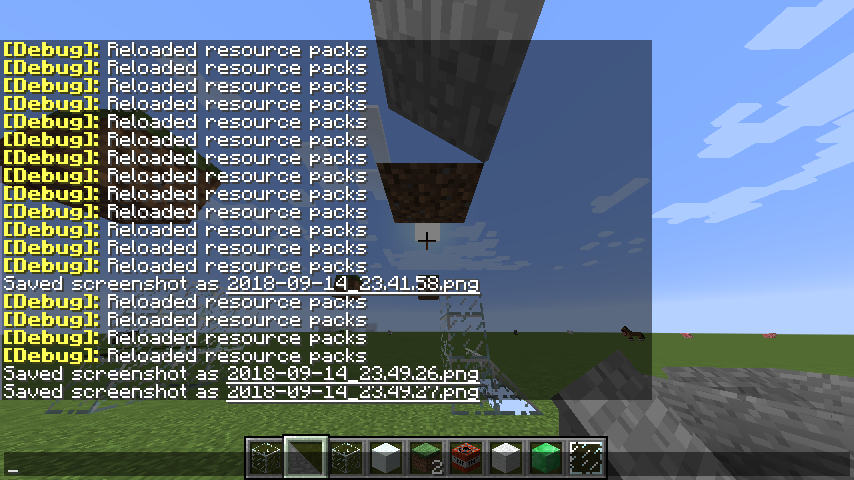 [Debug]: Reloaded resource packs
[Debug]: Reloaded resource packs
[Debug]: Reloaded resource packs
[Debug]: Reloaded resource packs
[Debug]: Reloaded resource packs
[Debug]: Reloaded resource packs
[Debug]: Reloaded resource packs
[Debug]: Reloaded resource packs
[Debug]: Reloaded resource packs
[Debug]: Reloaded resource packs
[Debug]: Reloaded resource packs
[Debug]: Reloaded resource packs
[Debug]: Reloaded resource packs
Saved screenshot as 2018-09-14_23.41.58.png
[Debug]: Reloaded resource packs
[Debug]: Reloaded resource packs
[Debug]: Reloaded resource packs
[Debug]: Reloaded resource packs
Saved screenshot as 2018-09-14_23.49.26.png
Saved screenshot as 2018-09-14_23.49.27.png
2
_